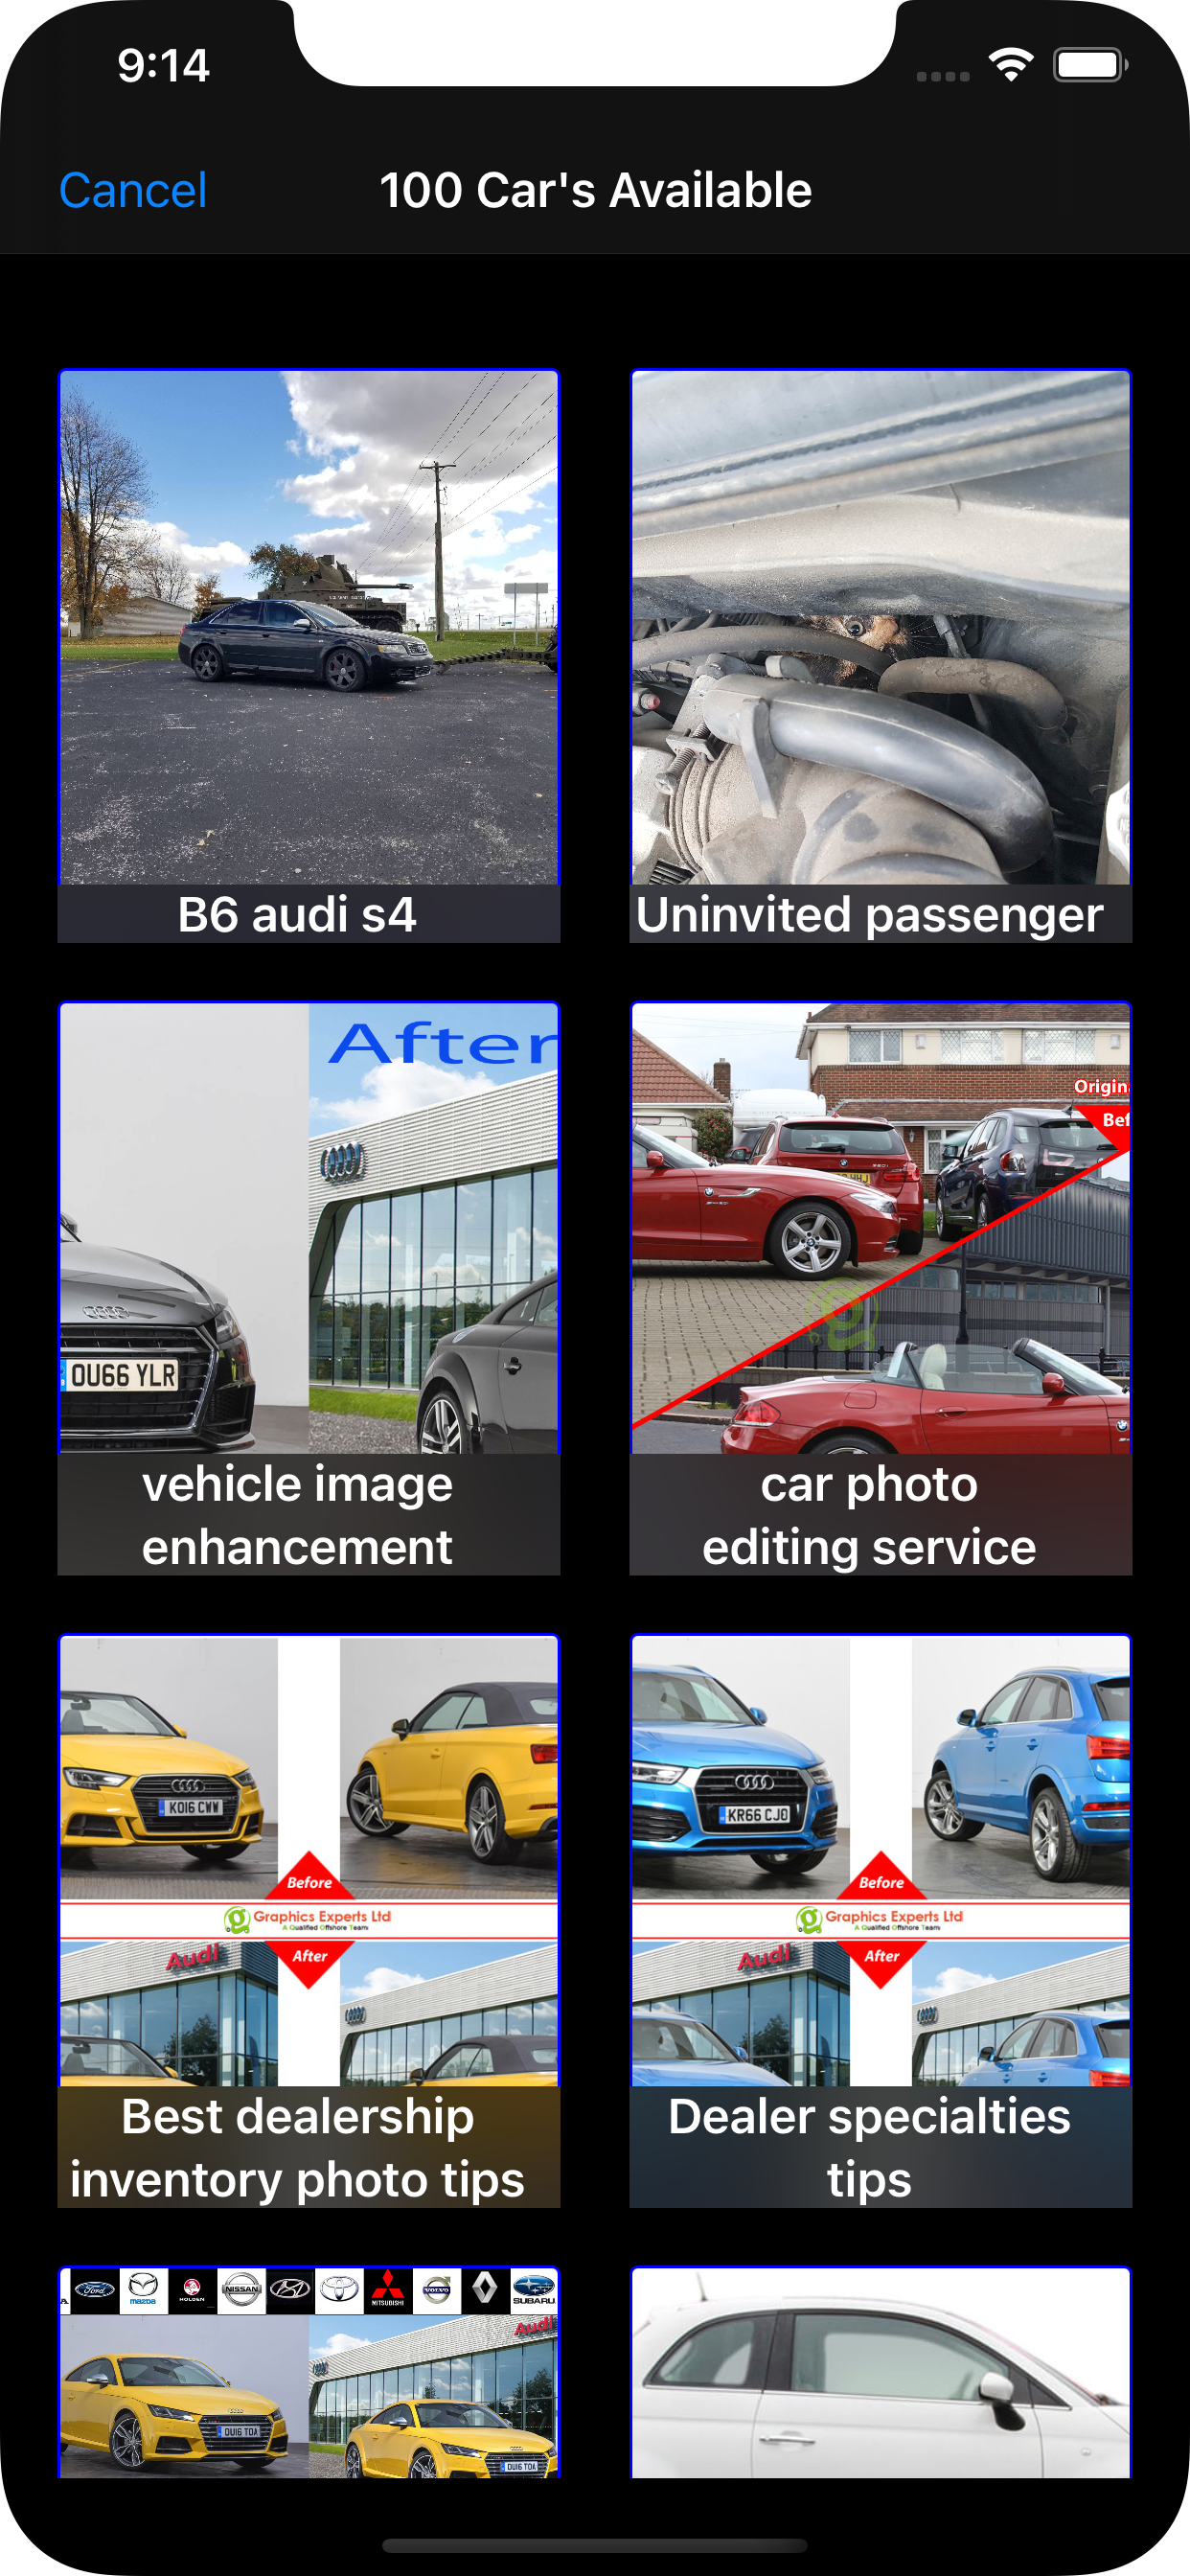 9:14
Cancel
100 Car's Available
B6 audi s4
Uninvited passenger
After
OU66 YLR
Origin
Bef
vehicle image
enhancement
car photo
editing service
KO16 CWW
KR66 CJO
Before
Before
Graphics Experts Ltd
A Qualified Offshore Team
Graphics Experts Ltd
A Qualified Offshore Team
Audi
After
Audi
After
Best dealership
inventory photo tips
Dealer specialties
tips
Ford
mazda
HOLDEN
NISSAN
MITSUBISHI
VOLVO
SUBARU
Audi
OU16 TOA
OU16 TOA